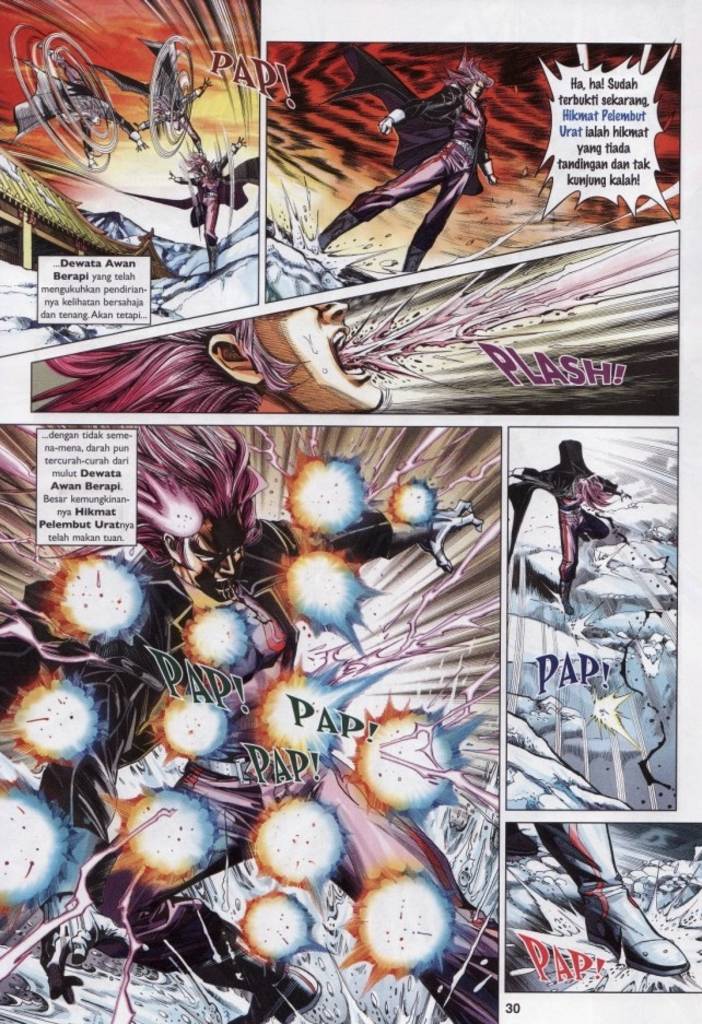 PAP!
Ha, ha! Sudah
terbukti sekarang,
Hikmat Pelembut
Urat ialah hikmat
yang tiada
tandingan dan tak
kunjung kalah!
...Dewata Awan
Berapi yang telah
mengukuhkan pendirian-
nya kelihatan bersahaja
dan tenang. Akan tetapi...
PLASH!
...dengan tidak seme-
na-mena, darah pun
tercurah-curah dari
mulut Dewata
Awan Berapi.
Besar kemungkinan-
nya Hikmat
Pelembut Uratnya
telah makan tuan.
PAP!
PAP!
PAP!
PAP!
PAP!
30